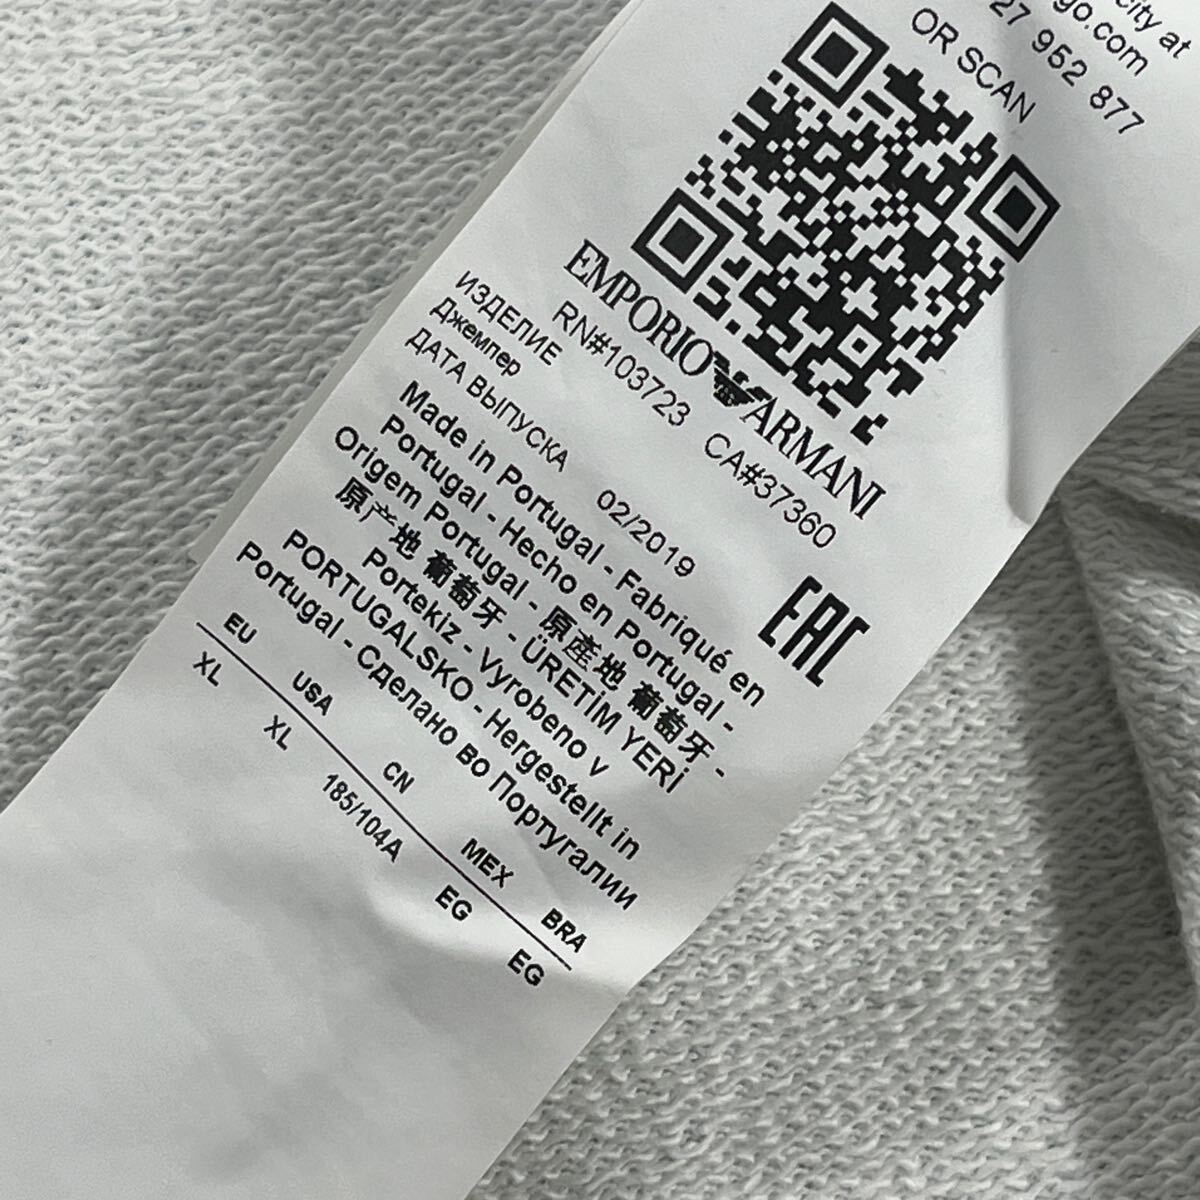 city at
go.com
27 952 877
OR SCAN
EMPORIO ARMANI
RN#103723 CA#37360
ИЗДЕЛИЕ
Джемпер
ДАТА ВЫПУСКА 02/2019
EAC
Made in Portugal - Fabriqué en
Portugal - Hecho en Portugal -
Origem Portugal - 原產地 葡萄牙 -
原产地 葡萄牙 - ÜRETİM YERİ
Portekiz - Vyrobeno v
PORTUGALSKO - Hergestellt in
Portugal - Сделано во Португалии
EU USA CN MEX BRA
XL XL 185/104A EG EG